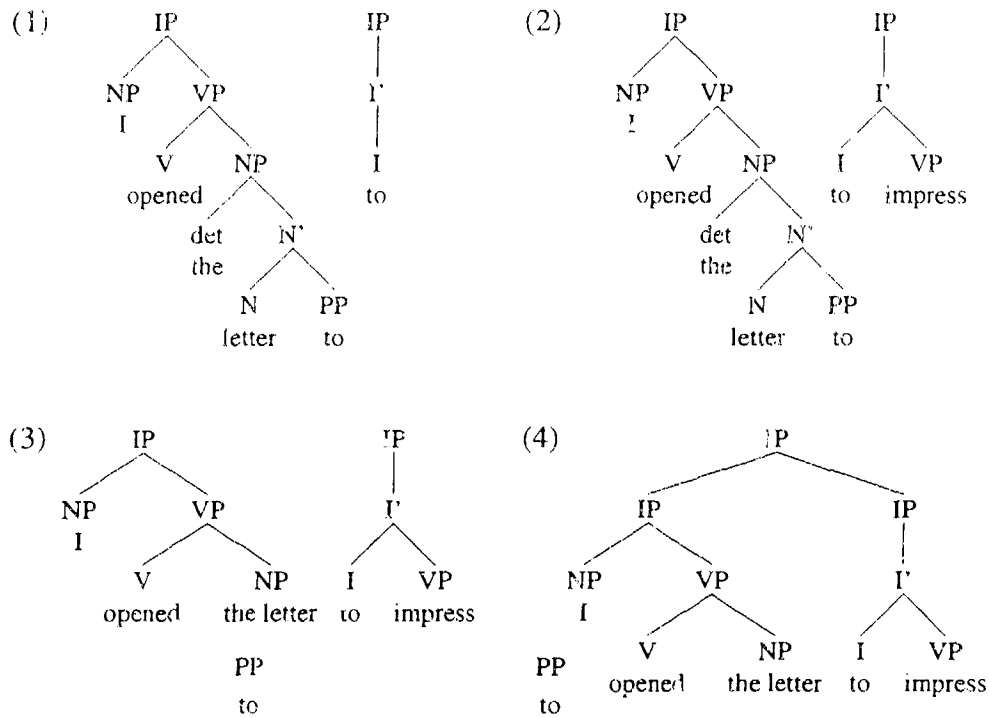 (1) IP IP (2) IP IP
NP VP I' NP VP I'
I I
V NP I V NP I VP
opened to opened to impress
det N' det N'
the the
N PP N PP
letter to letter to
(3) IP IP (4) IP
NP VP I' IP IP
I
V NP I VP NP VP I'
opened the letter to impress I
PP PP V NP I VP
to to opened the letter to impress